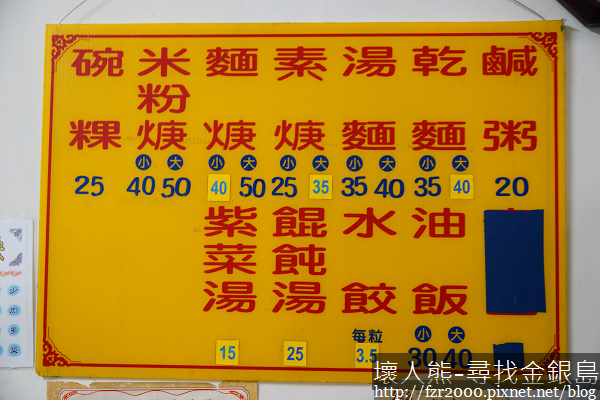 鹹粥 20
乾麵 小 35 大 40
湯麵 小 35 大 40
素焿 小 25 大 35
麵焿 小 40 大 50
米粉焿 小 40 大 50
碗粿 25
油飯 小 30 大 40
水餃 每粒 3.5
餛飩湯 25
紫菜湯 15
壞人熊-尋找金銀島
http://fzr2000.pixnet.net/blog